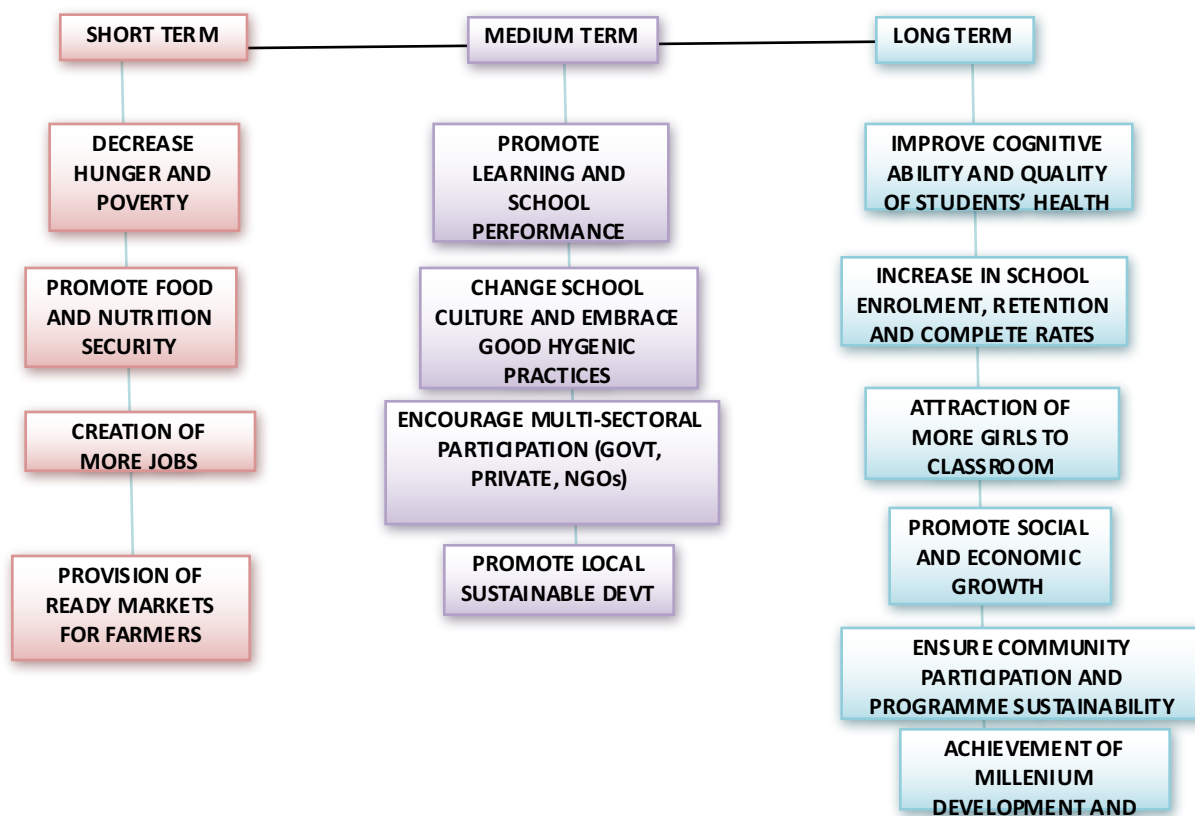 SHORT TERM
DECREASE
HUNGER AND
POVERTY
PROMOTE FOOD
AND NUTRITION
SECURITY
CREATION OF
MORE JOBS
PROVISION OF
READY MARKETS
FOR FARMERS
MEDIUM TERM
PROMOTE
LEARNING AND
SCHOOL
PERFORMANCE
CHANGE SCHOOL
CULTURE AND EMBRACE
GOOD HYGENIC
PRACTICES
ENCOURAGE MULTI-SECTORAL
PARTICIPATION (GOVT,
PRIVATE, NGOs)
PROMOTE LOCAL
SUSTAINABLE DEVT
LONG TERM
IMPROVE COGNITIVE
ABILITY AND QUALITY
OF STUDENTS’ HEALTH
INCREASE IN SCHOOL
ENROLMENT, RETENTION
AND COMPLETE RATES
ATTRACTION OF
MORE GIRLS TO
CLASSROOM
PROMOTE SOCIAL
AND ECONOMIC
GROWTH
ENSURE COMMUNITY
PARTICIPATION AND
PROGRAMME SUSTAINABILITY
ACHIEVEMENT OF
MILLENIUM
DEVELOPMENT AND